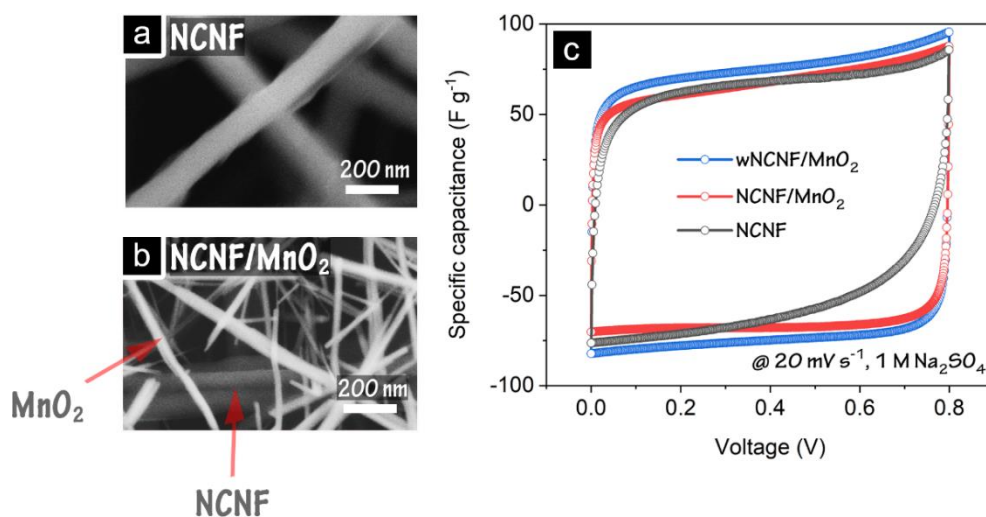 a NCNF
200 nm
b NCNF/MnO₂
200 nm
MnO₂
NCNF
c
Specific capacitance (F g⁻¹)
100
50
0
-50
-100
wNCNF/MnO₂
NCNF/MnO₂
NCNF
@ 20 mV s⁻¹, 1 M Na₂SO₄
0.0 0.2 0.4 0.6 0.8
Voltage (V)